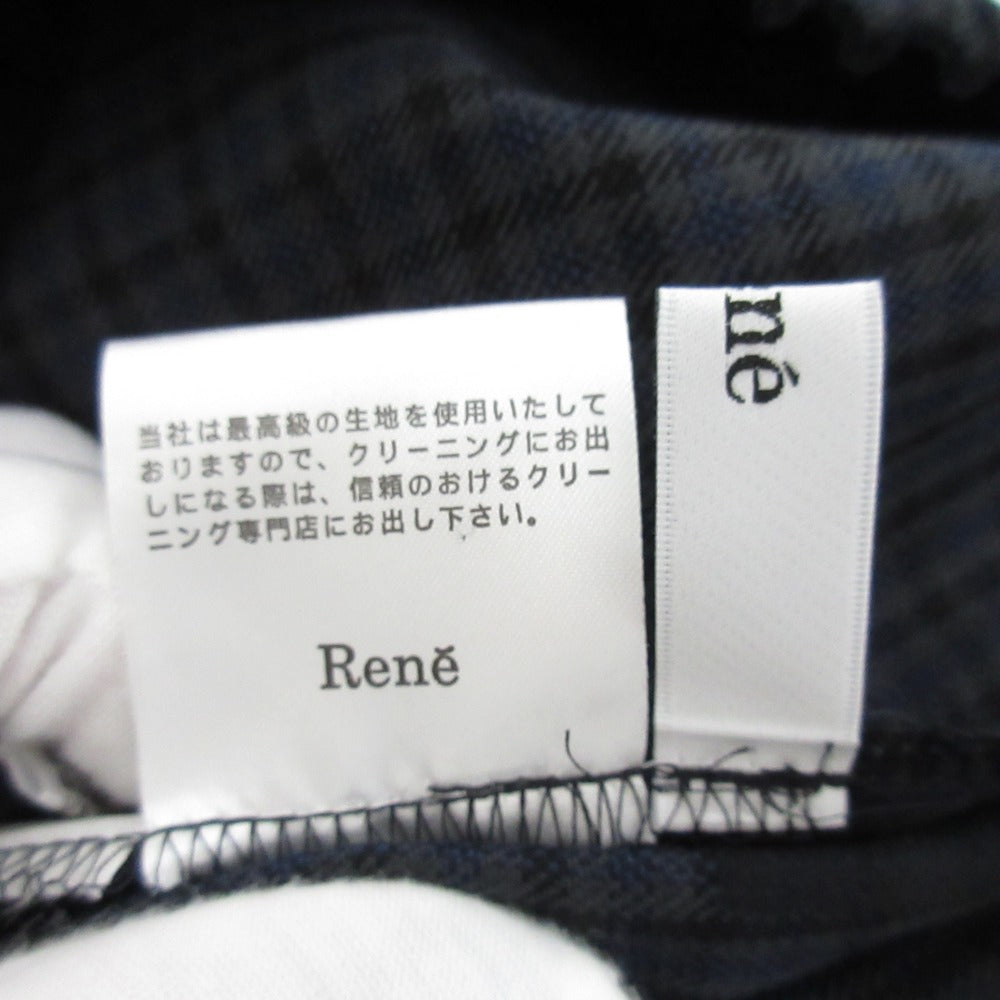 当社は最高級の生地を使用いたして
おりますので、クリーニングにお出
しになる際は、信頼のおけるクリー
ニング専門店にお出し下さい。
René
ené